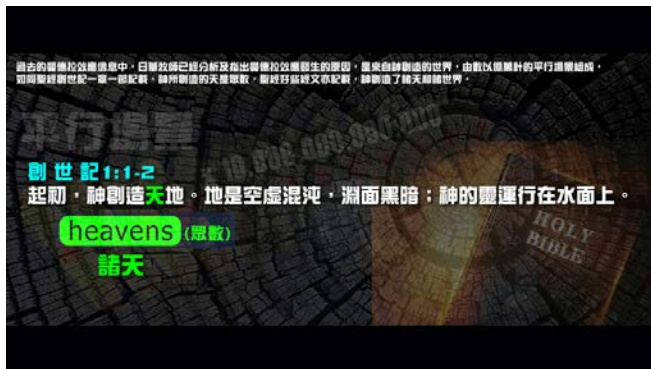 過去的曼德拉效應信息中，日華牧師已經分析及指出曼德拉效應發生的原因，是來自神創造的世界，由數以億萬計的平行場景組成，
如同聖經創世記一章一節記載，神所創造的天是眾數，聖經好些經文亦記載，神創造了諸天和諸世界。
平行場景
創世記1:1-2
起初，神創造天地。地是空虛混沌，淵面黑暗；神的靈運行在水面上。
heavens (眾數)
諸天
HOLY
BIBLE